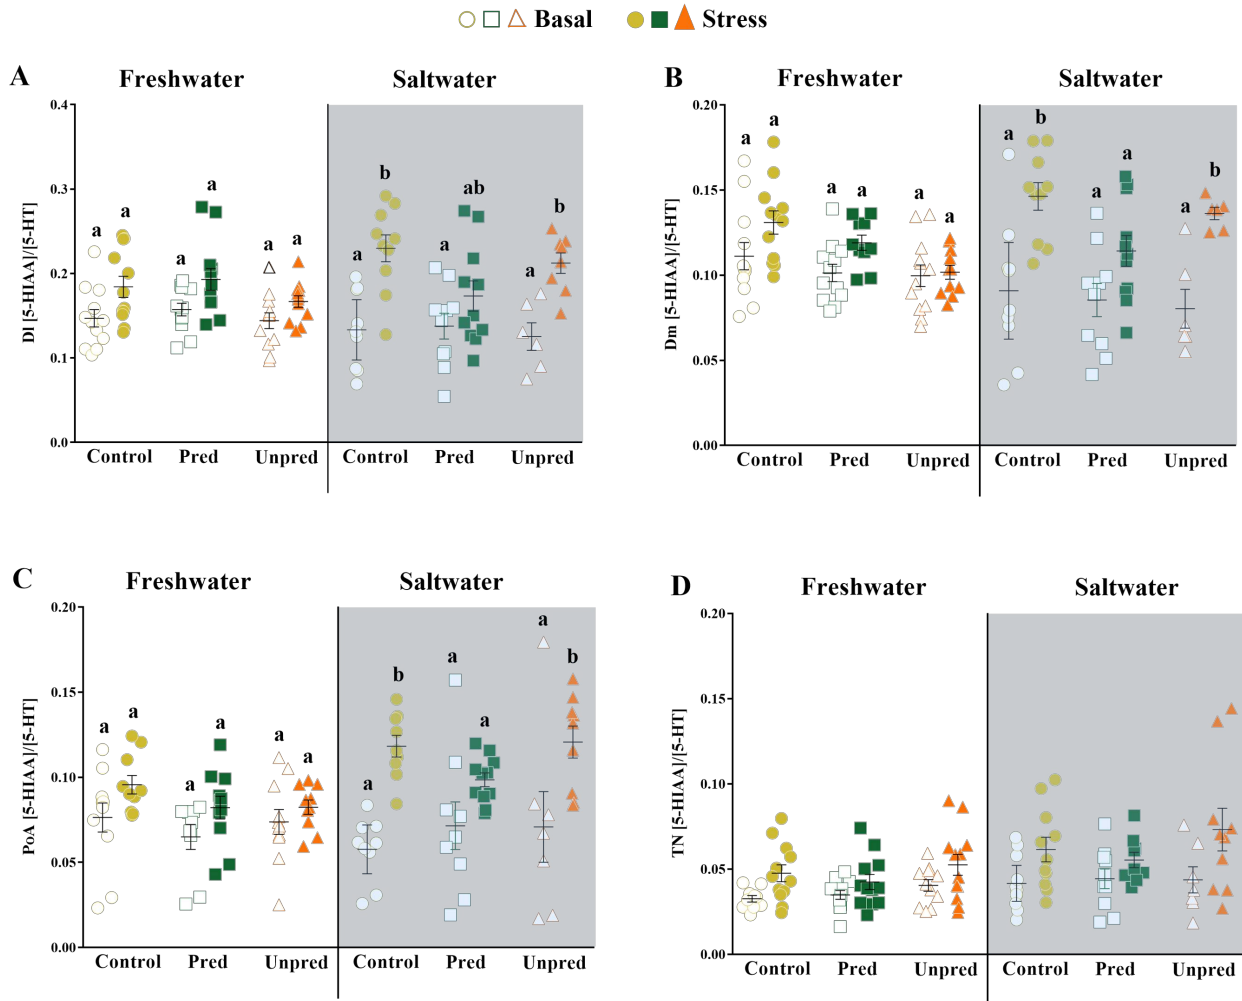 Basal Stress
A Freshwater Saltwater
Dl [5-HIAA]/[5-HT]
0.4
0.3
0.2
0.1
0.0
a a a a a a a b a ab a b
Control Pred Unpred Control Pred Unpred
B Freshwater Saltwater
Dm [5-HIAA]/[5-HT]
0.20
0.15
0.10
0.05
0.00
a a a a a a a b a a a b
Control Pred Unpred Control Pred Unpred
C Freshwater Saltwater
PoA [5-HIAA]/[5-HT]
0.20
0.15
0.10
0.05
0.00
a a a a a a a b a a a b
Control Pred Unpred Control Pred Unpred
D Freshwater Saltwater
TN [5-HIAA]/[5-HT]
0.20
0.15
0.10
0.05
0.00
Control Pred Unpred Control Pred Unpred